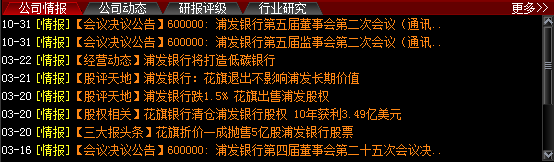 公司情报 公司动态 研报评级 行业研究 更多>>
10-31 [情报]【会议决议公告】600000: 浦发银行第五届董事会第二次会议（通讯..
10-31 [情报]【会议决议公告】600000: 浦发银行第五届监事会第二次会议（通讯..
03-22 [情报]【经营动态】浦发银行将打造低碳银行
03-21 [情报]【股评天地】浦发银行: 花旗退出不影响浦发长期价值
03-20 [情报]【股评天地】浦发银行跌1.5% 花旗出售浦发股权
03-20 [情报]【股权相关】花旗银行清仓浦发银行股权 10年获利3.49亿美元
03-20 [情报]【三大报头条】花旗折价一成抛售5亿股浦发银行股票
03-16 [情报]【会议决议公告】600000: 浦发银行第四届董事会第二十五次会议决..